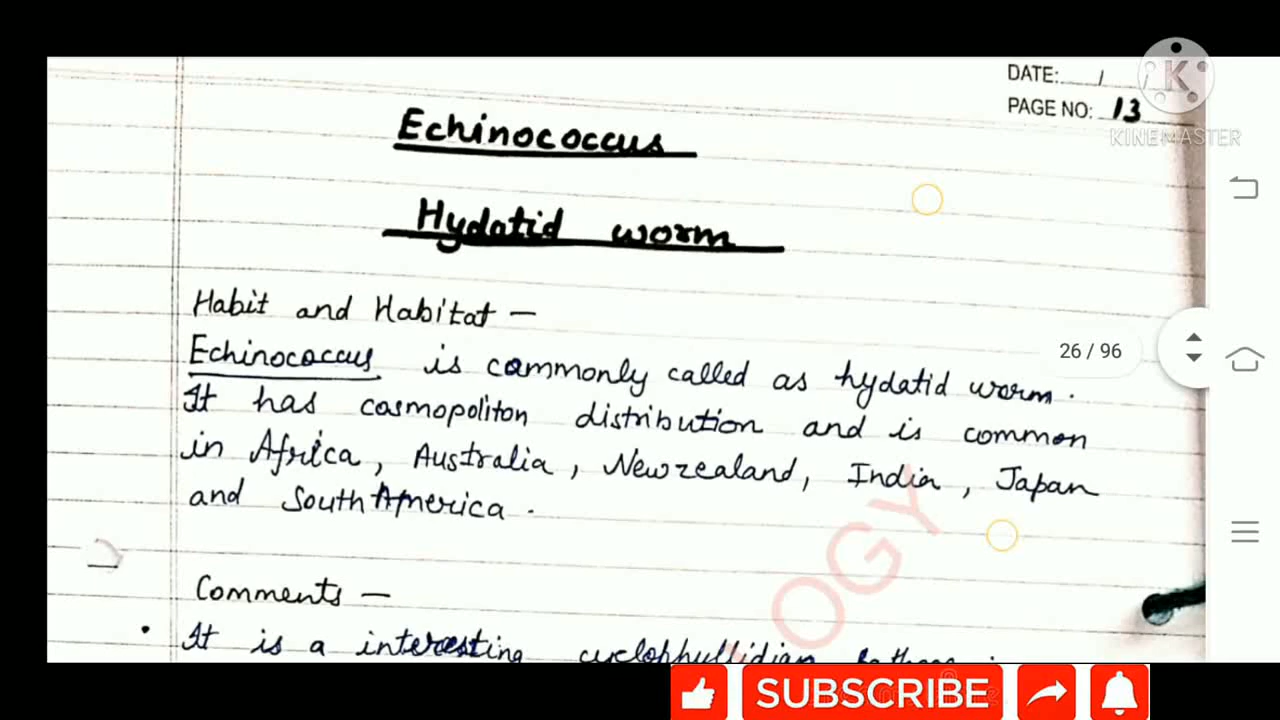 DATE: / /
PAGE NO: 13
KINEMASTER
Echinococcus
Hydatid worm
Habit and Habitat —
Echinococcus is commonly called as hydatid worm.
It has cosmopoliton distribution and is common
in Africa, Australia, Newzealand, India, Japan
and South America.
26 / 96
OGY
Comments —
• It is a interesting cyclophyllidian
SUBSCRIBE